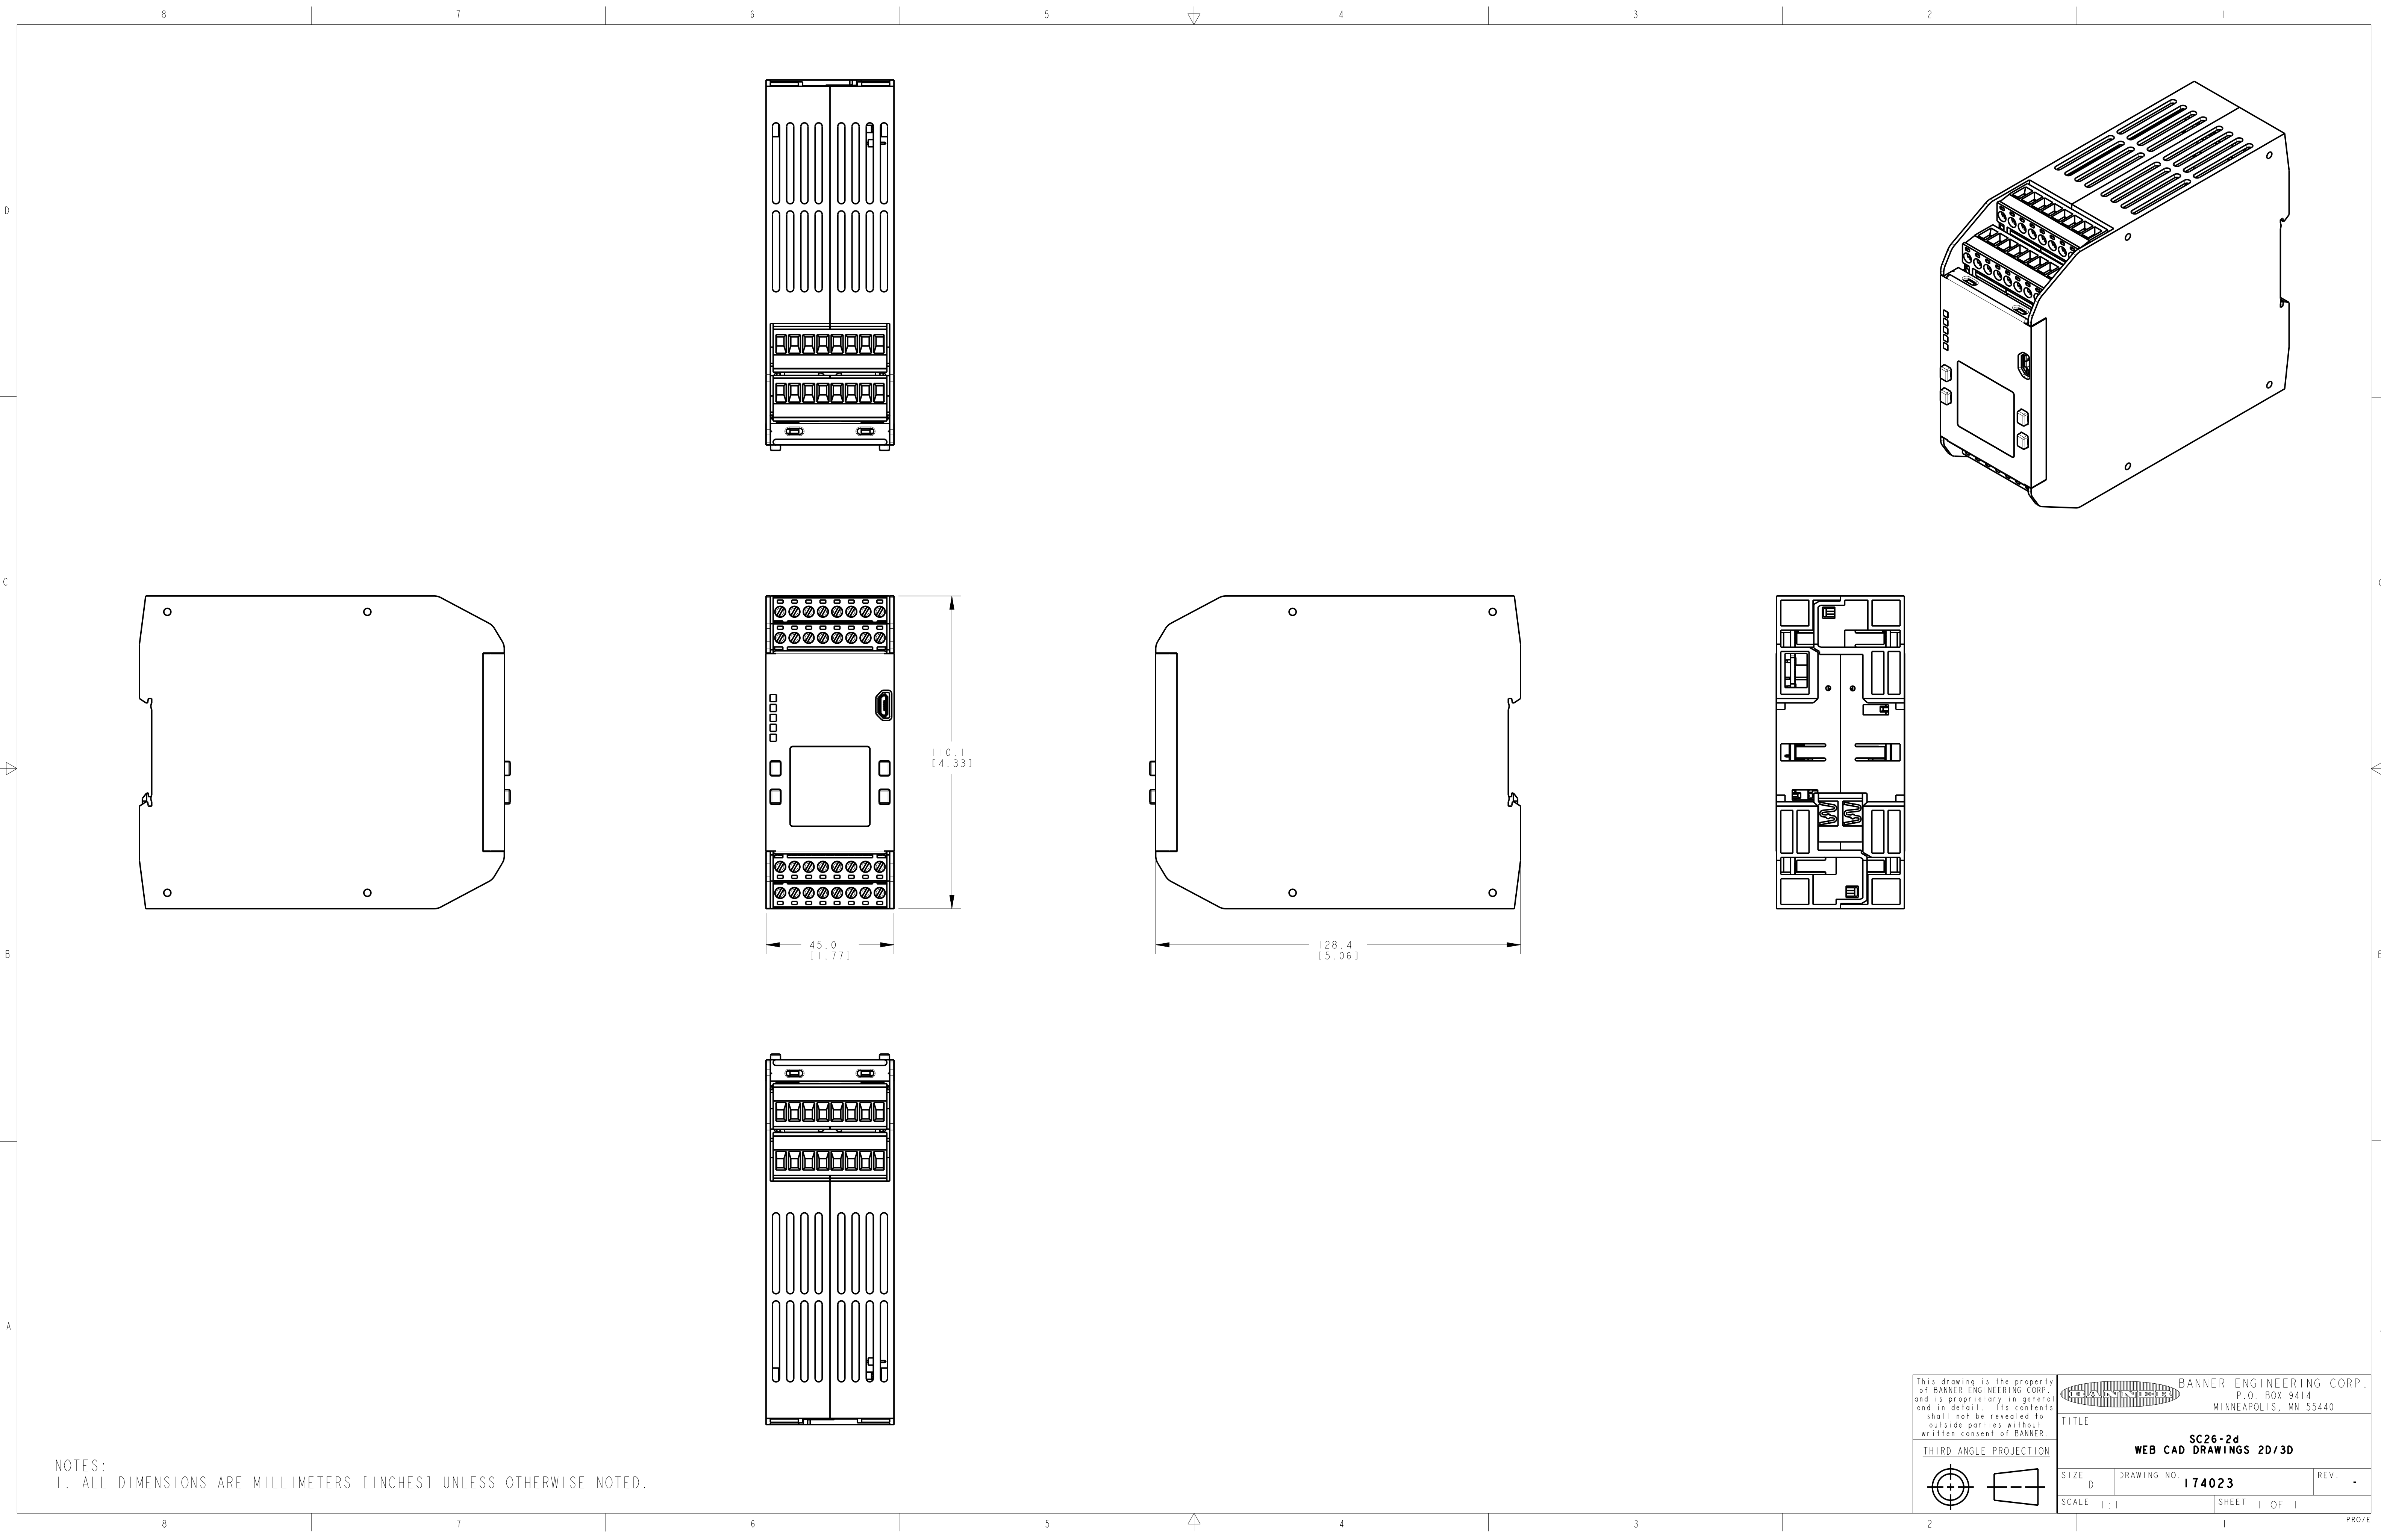 8 7 6 5 4 3 2 1
D
C
B
A
110.1
[4.33]
45.0
[1.77]
128.4
[5.06]
NOTES:
1. ALL DIMENSIONS ARE MILLIMETERS [INCHES] UNLESS OTHERWISE NOTED.
This drawing is the property
of BANNER ENGINEERING CORP.
and is proprietary in general
and in detail. Its contents
shall not be revealed to
outside parties without
written consent of BANNER.
THIRD ANGLE PROJECTION
BANNER
BANNER ENGINEERING CORP.
P.O. BOX 9414
MINNEAPOLIS, MN 55440
TITLE
SC26-2d
WEB CAD DRAWINGS 2D/3D
SIZE D
DRAWING NO. 174023
REV. -
SCALE 1:1
SHEET 1 OF 1
PRO/E
8 7 6 5 4 3 2 1